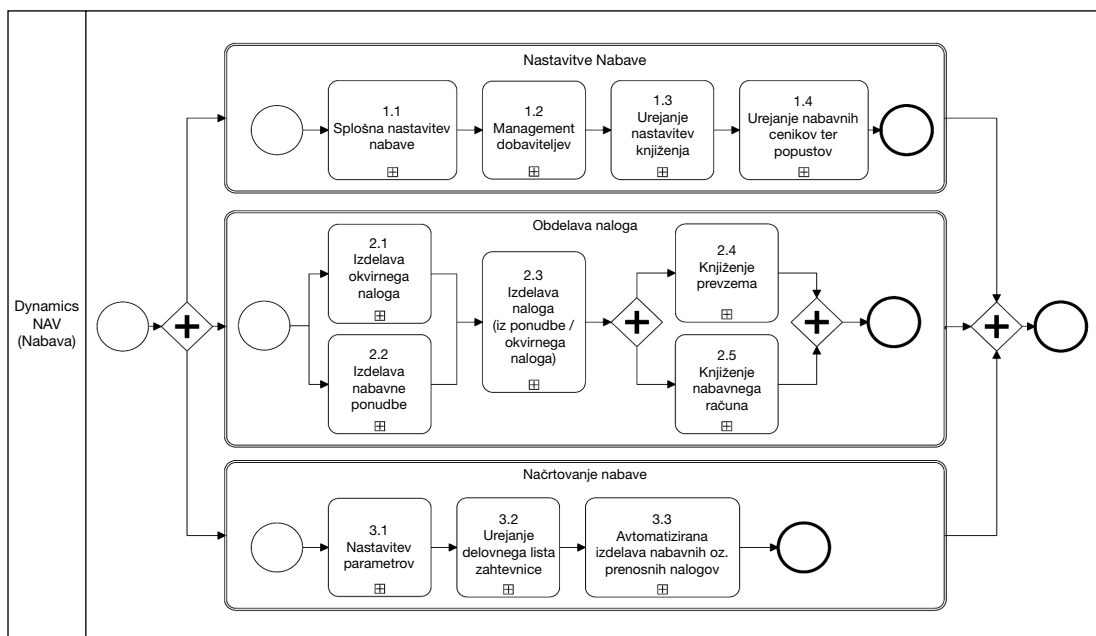 Dynamics
NAV
(Nabava)
Nastavitve Nabave
1.1
Splošna nastavitev
nabave
1.2
Management
dobaviteljev
1.3
Urejanje
nastavitev
knjiženja
1.4
Urejanje nabavnih
cenikov ter
popustov
Obdelava naloga
2.1
Izdelava
okvirnega
naloga
2.2
Izdelava
nabavne
ponudbe
2.3
Izdelava
naloga
(iz ponudbe /
okvirnega
naloga)
2.4
Knjiženje
prevzema
2.5
Knjiženje
nabavnega
računa
Načrtovanje nabave
3.1
Nastavitev
parametrov
3.2
Urejanje
delovnega lista
zahtevnice
3.3
Avtomatizirana
izdelava nabavnih oz.
prenosnih nalogov